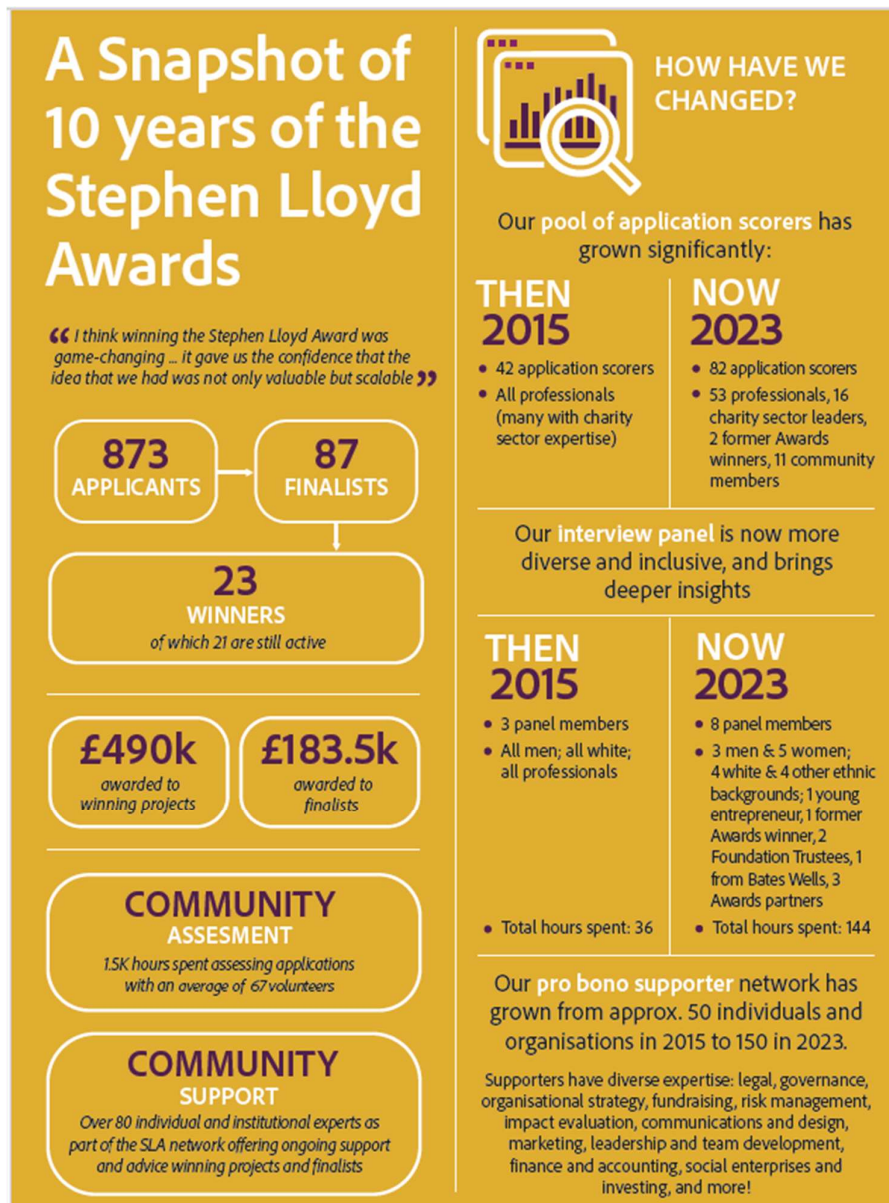 A Snapshot of
10 years of the
Stephen Lloyd
Awards
“ I think winning the Stephen Lloyd Award was
game-changing ... it gave us the confidence that the
idea that we had was not only valuable but scalable ”
873
APPLICANTS
87
FINALISTS
23
WINNERS
of which 21 are still active
£490k
awarded to
winning projects
£183.5k
awarded to
finalists
COMMUNITY
ASSESMENT
1.5K hours spent assessing applications
with an average of 67 volunteers
COMMUNITY
SUPPORT
Over 80 individual and institutional experts as
part of the SLA network offering ongoing support
and advice winning projects and finalists
HOW HAVE WE
CHANGED?
Our pool of application scorers has
grown significantly:
THEN
2015
• 42 application scorers
• All professionals
(many with charity
sector expertise)
NOW
2023
• 82 application scorers
• 53 professionals, 16
charity sector leaders,
2 former Awards
winners, 11 community
members
Our interview panel is now more
diverse and inclusive, and brings
deeper insights
THEN
2015
• 3 panel members
• All men; all white;
all professionals
• Total hours spent: 36
NOW
2023
• 8 panel members
• 3 men & 5 women;
4 white & 4 other ethnic
backgrounds; 1 young
entrepreneur, 1 former
Awards winner, 2
Foundation Trustees, 1
from Bates Wells, 3
Awards partners
• Total hours spent: 144
Our pro bono supporter network has
grown from approx. 50 individuals and
organisations in 2015 to 150 in 2023.
Supporters have diverse expertise: legal, governance,
organisational strategy, fundraising, risk management,
impact evaluation, communications and design,
marketing, leadership and team development,
finance and accounting, social enterprises and
investing, and more!